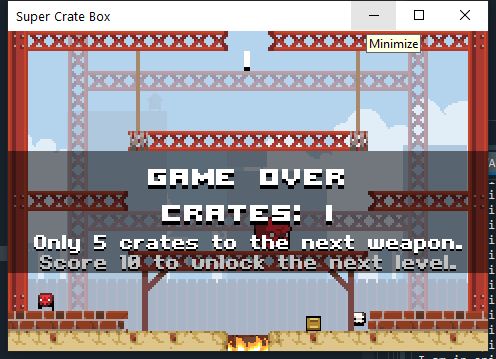 Super Crate Box
Minimize
1
GAME OVER
CRATES: 1
Only 5 crates to the next weapon.
Score 10 to unlock the next level.